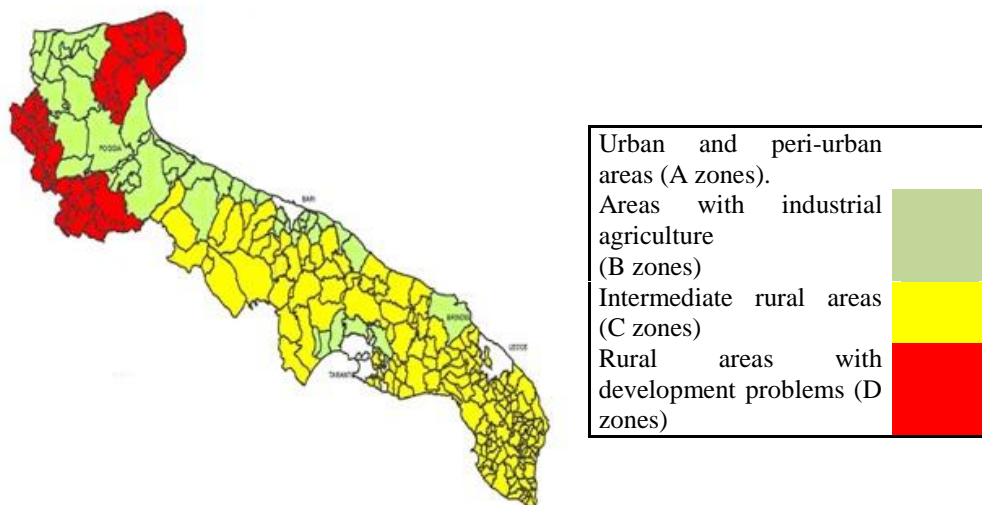 FOGGIA
BARI
BRINDISI
LECCE
TARANTO
Urban and peri-urban
areas (A zones).
Areas with industrial
agriculture
(B zones)
Intermediate rural areas
(C zones)
Rural areas with
development problems (D
zones)